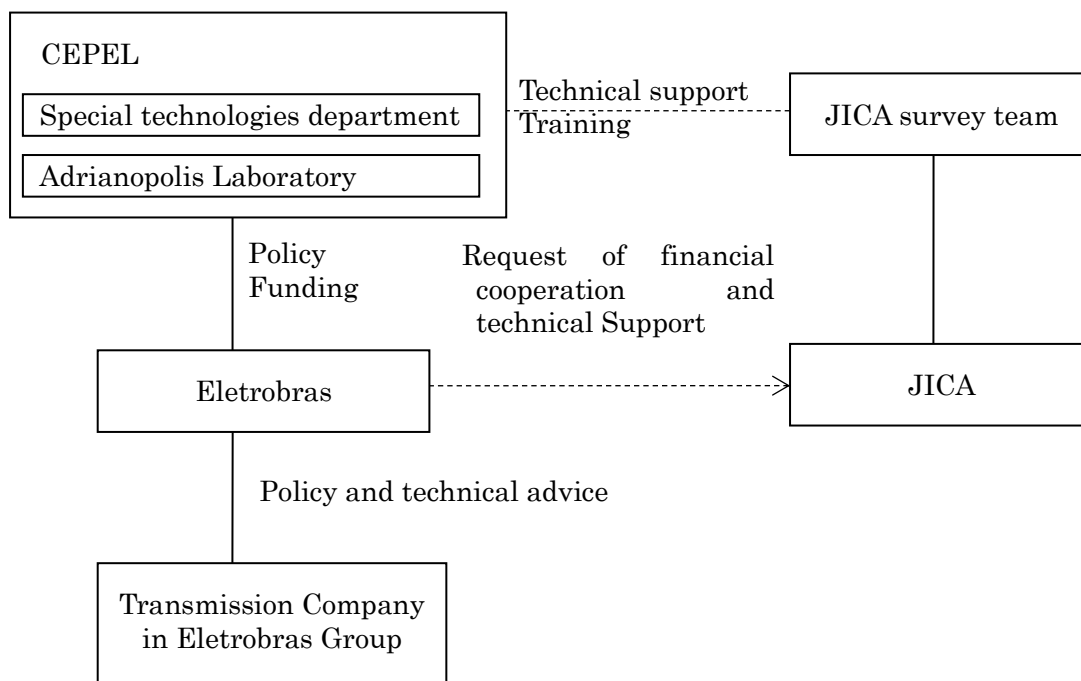 CEPEL
Special technologies department
Adrianopolis Laboratory
Technical support
Training
JICA survey team
Policy
Funding
Request of financial
cooperation and
technical Support
Eletrobras
JICA
Policy and technical advice
Transmission Company
in Eletrobras Group